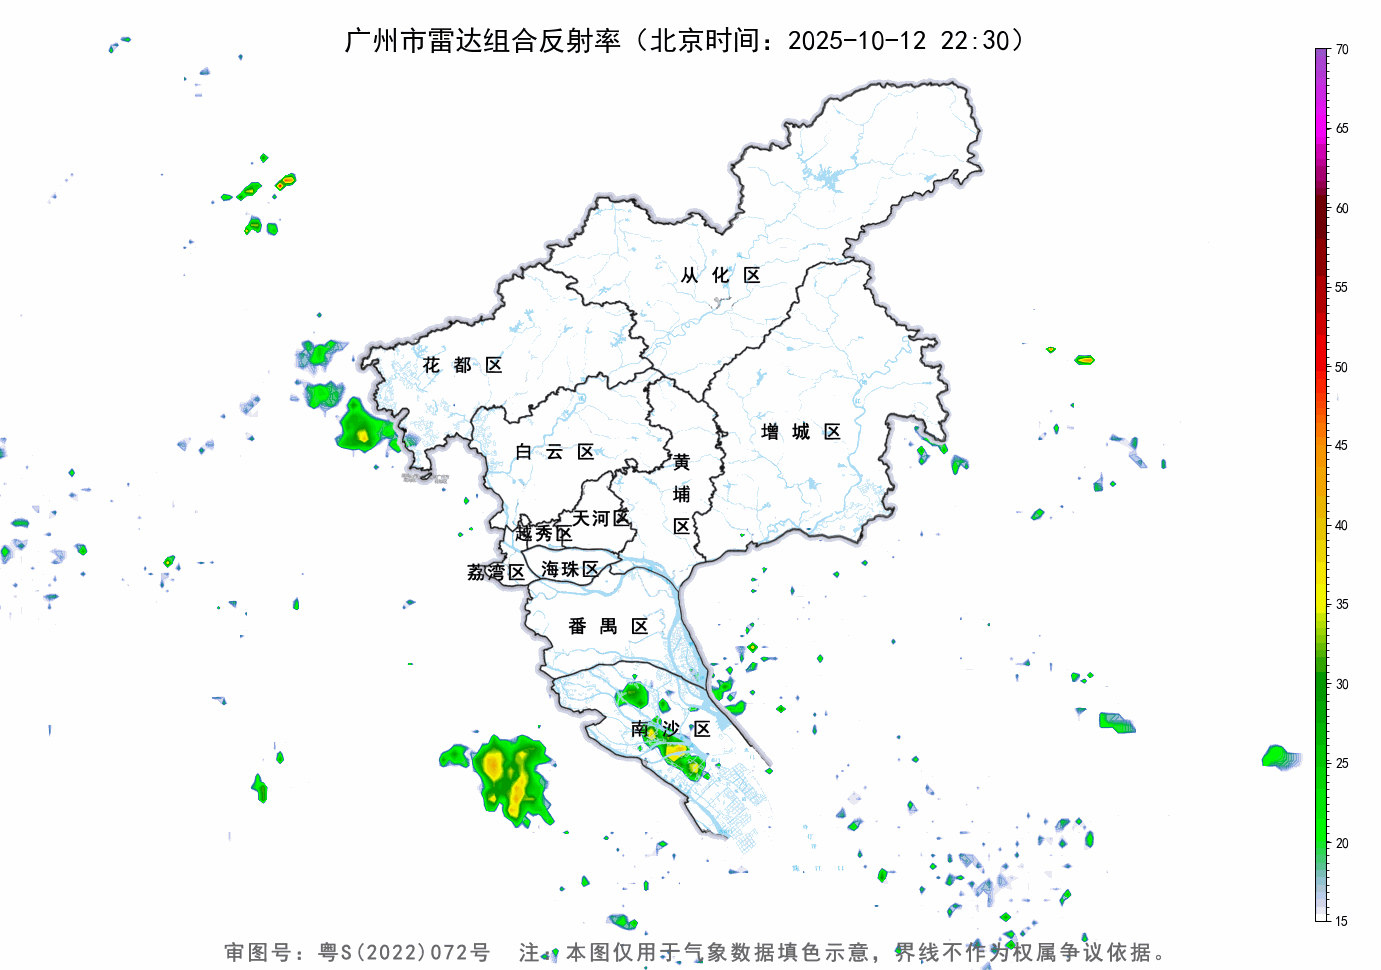 广州市雷达组合反射率（北京时间：2025-10-12 22:30）
70
65
60
55
50
45
40
35
30
25
20
15
从化区
花都区
增城区
白云区
黄埔区
天河区
越秀区
荔湾区
海珠区
番禺区
南沙区
审图号：粤S(2022)072号 注：本图仅用于气象数据填色示意，界线不作为权属争议依据。